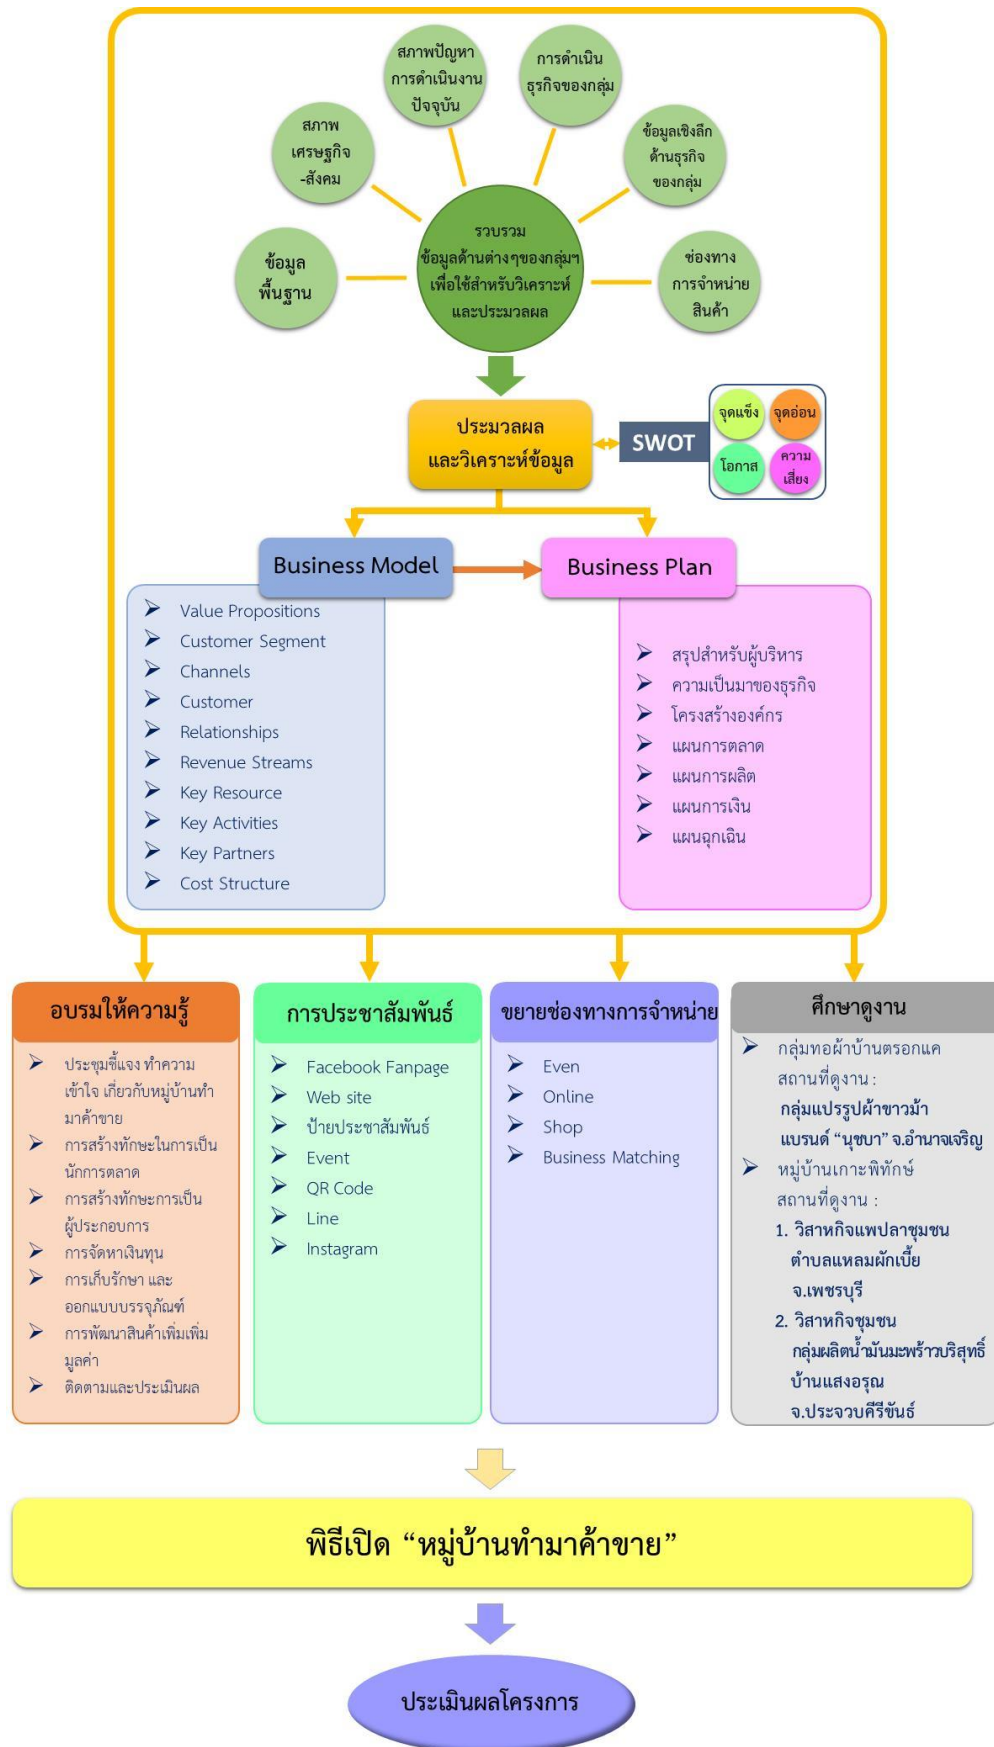 สภาพปัญหา
การดำเนินงาน
ปัจจุบัน
การดำเนิน
ธุรกิจของกลุ่ม
สภาพ
เศรษฐกิจ
-สังคม
ข้อมูลเชิงลึก
ด้านธุรกิจ
ของกลุ่ม
ข้อมูล
พื้นฐาน
รวบรวม
ข้อมูลด้านต่างๆของกลุ่มฯ
เพื่อใช้สำหรับวิเคราะห์
และประมวลผล
ช่องทาง
การจำหน่าย
สินค้า
ประมวลผล
และวิเคราะห์ข้อมูล
SWOT
จุดแข็ง
จุดอ่อน
โอกาส
ความ
เสี่ยง
Business Model
Value Propositions
Customer Segment
Channels
Customer
Relationships
Revenue Streams
Key Resource
Key Activities
Key Partners
Cost Structure
Business Plan
สรุปสำหรับผู้บริหาร
ความเป็นมาของธุรกิจ
โครงสร้างองค์กร
แผนการตลาด
แผนการผลิต
แผนการเงิน
แผนฉุกเฉิน
อบรมให้ความรู้
ประชุมชี้แจง ทำความ
เข้าใจ เกี่ยวกับหมู่บ้านทำ
มาค้าขาย
การสร้างทักษะในการเป็น
นักการตลาด
การสร้างทักษะการเป็น
ผู้ประกอบการ
การจัดหาเงินทุน
การเก็บรักษา และ
ออกแบบบรรจุภัณฑ์
การพัฒนาสินค้าเพิ่มเพิ่ม
มูลค่า
ติดตามและประเมินผล
การประชาสัมพันธ์
Facebook Fanpage
Web site
ป้ายประชาสัมพันธ์
Event
QR Code
Line
Instagram
ขยายช่องทางการจำหน่าย
Even
Online
Shop
Business Matching
ศึกษาดูงาน
กลุ่มทอผ้าบ้านตรอกแค
สถานที่ดูงาน :
กลุ่มแปรรูปผ้าขาวม้า
แบรนด์ “นุชบา” จ.อำนาจเจริญ
หมู่บ้านเกาะพิทักษ์
สถานที่ดูงาน :
1. วิสาหกิจแพปลาชุมชน
ตำบลแหลมผักเบี้ย
จ.เพชรบุรี
2. วิสาหกิจชุมชน
กลุ่มผลิตน้ำมันมะพร้าวบริสุทธิ์
บ้านแสงอรุณ
จ.ประจวบคีรีขันธ์
พิธีเปิด “หมู่บ้านทำมาค้าขาย”
ประเมินผลโครงการ